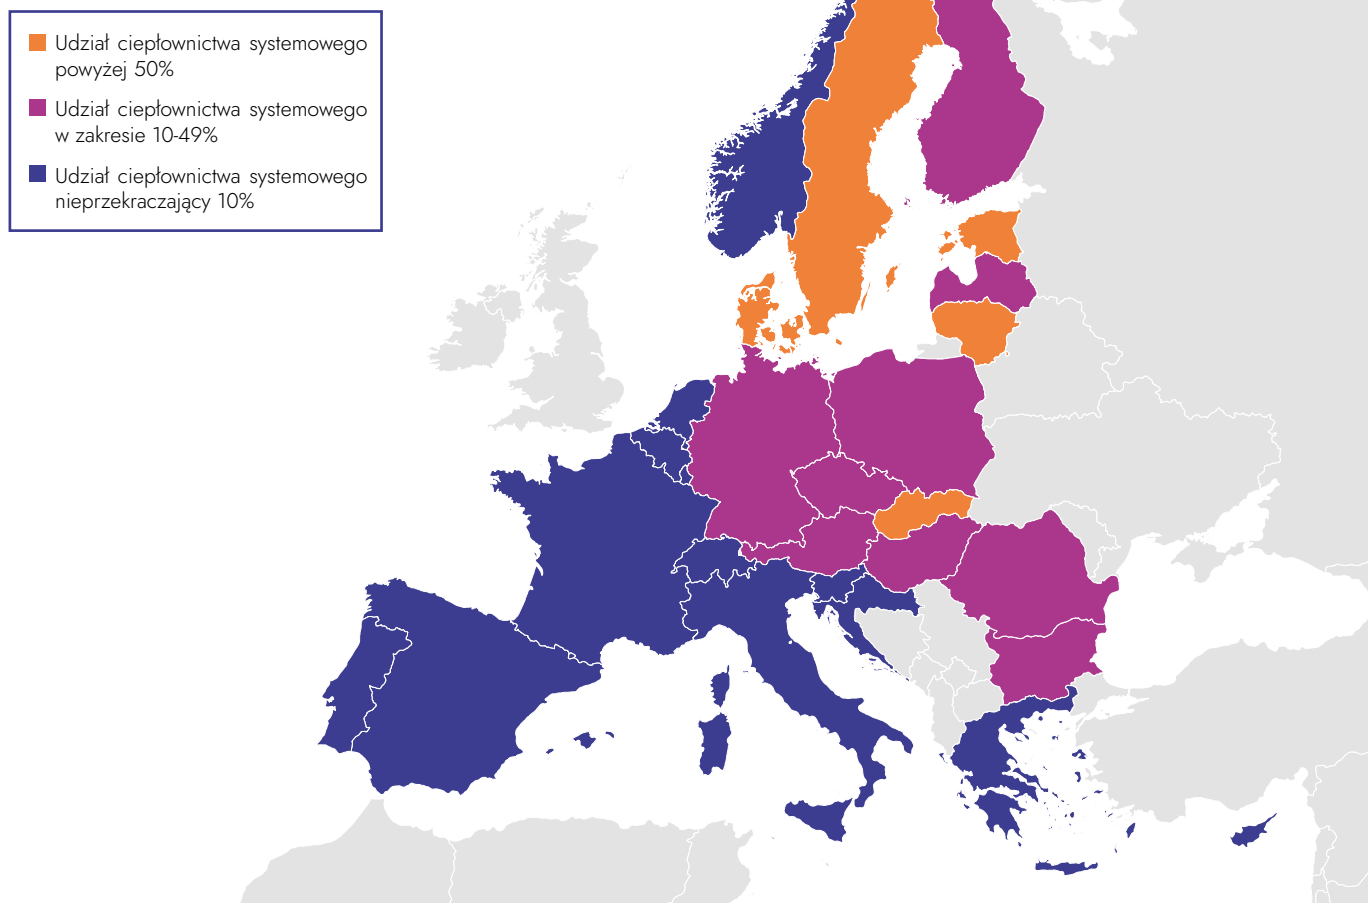 Udział ciepłownictwa systemowego
powyżej 50%
Udział ciepłownictwa systemowego
w zakresie 10-49%
Udział ciepłownictwa systemowego
nieprzekraczający 10%